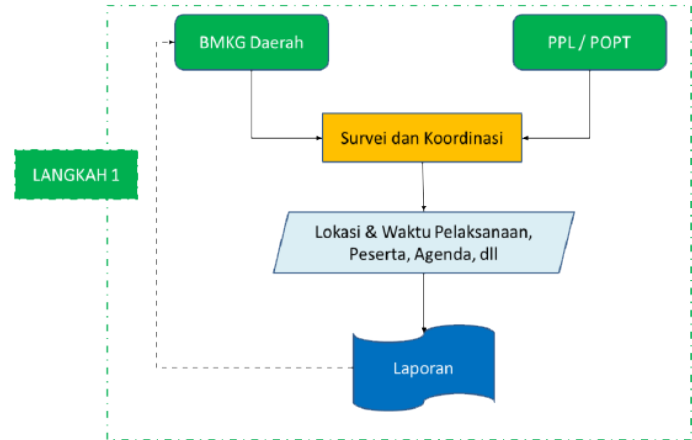 BMKG Daerah
PPL / POPT
Survei dan Koordinasi
LANGKAH 1
Lokasi & Waktu Pelaksanaan,
Peserta, Agenda, dll
Laporan